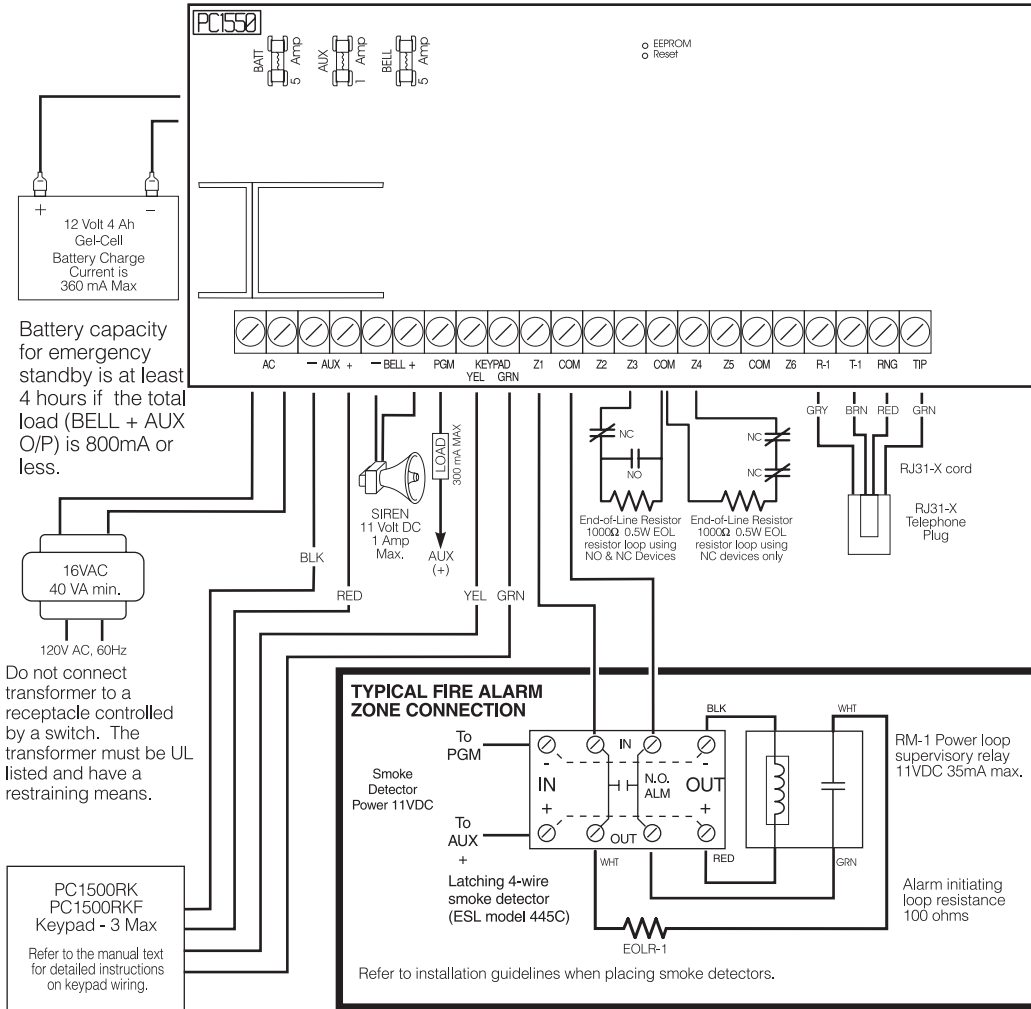 PC1550
BATT
5 Amp
AUX
1 Amp
BELL
5 Amp
EEPROM
Reset
+ −
12 Volt 4 Ah
Gel-Cell
Battery Charge
Current is
360 mA Max
Battery capacity
for emergency
standby is at least
4 hours if the total
load (BELL + AUX
O/P) is 800mA or
less.
AC − AUX + − BELL + PGM KEYPAD Z1 COM Z2 Z3 COM Z4 Z5 COM Z6 R-1 T-1 RNG TIP
YEL GRN
GRY BRN RED GRN
RJ31-X cord
RJ31-X
Telephone
Plug
LOAD
300 mA MAX
AUX
(+)
SIREN
11 Volt DC
1 Amp
Max.
NC
NO
End-of-Line Resistor
1000Ω 0.5W EOL
resistor loop using
NO & NC Devices
NC
NC
End-of-Line Resistor
1000Ω 0.5W EOL
resistor loop using
NC devices only
BLK
RED
YEL GRN
16VAC
40 VA min.
120V AC, 60Hz
Do not connect
transformer to a
receptacle controlled
by a switch. The
transformer must be UL
listed and have a
restraining means.
PC1500RK
PC1500RKF
Keypad - 3 Max
Refer to the manual text
for detailed instructions
on keypad wiring.
TYPICAL FIRE ALARM
ZONE CONNECTION
To
PGM
Smoke
Detector
Power 11VDC
To
AUX
+
Latching 4-wire
smoke detector
(ESL model 445C)
IN
- -
IN N.O. OUT
ALM
+ +
OUT
BLK
WHT
WHT
RED
GRN
EOLR-1
RM-1 Power loop
supervisory relay
11VDC 35mA max.
Alarm initiating
loop resistance
100 ohms
Refer to installation guidelines when placing smoke detectors.